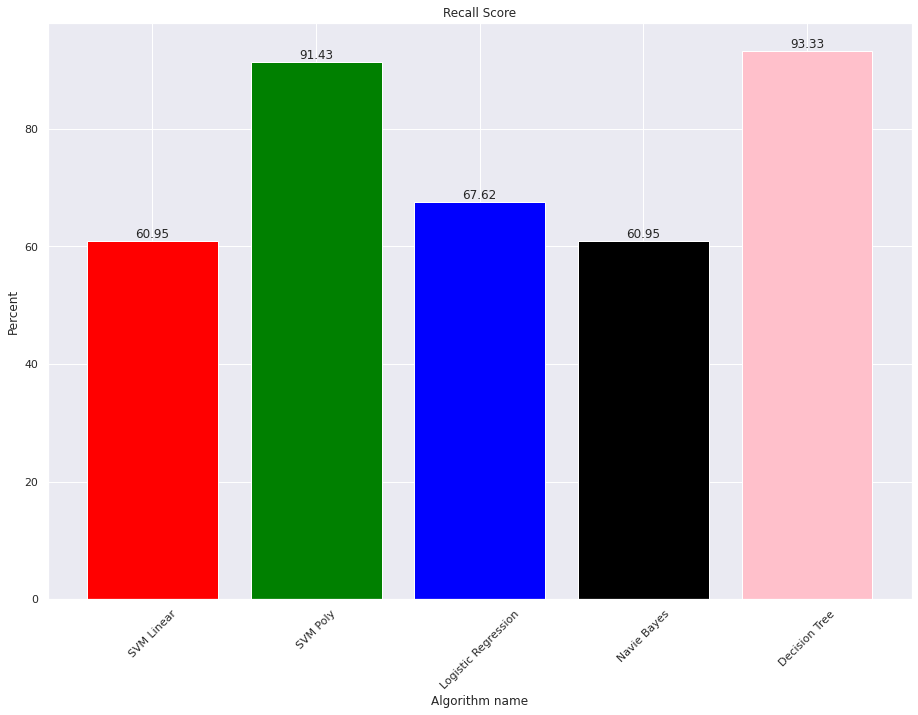 Recall Score
93.33
91.43
67.62
60.95
60.95
80
60
40
20
0
Percent
SVM Linear
SVM Poly
Logistic Regression
Navie Bayes
Decision Tree
Algorithm name